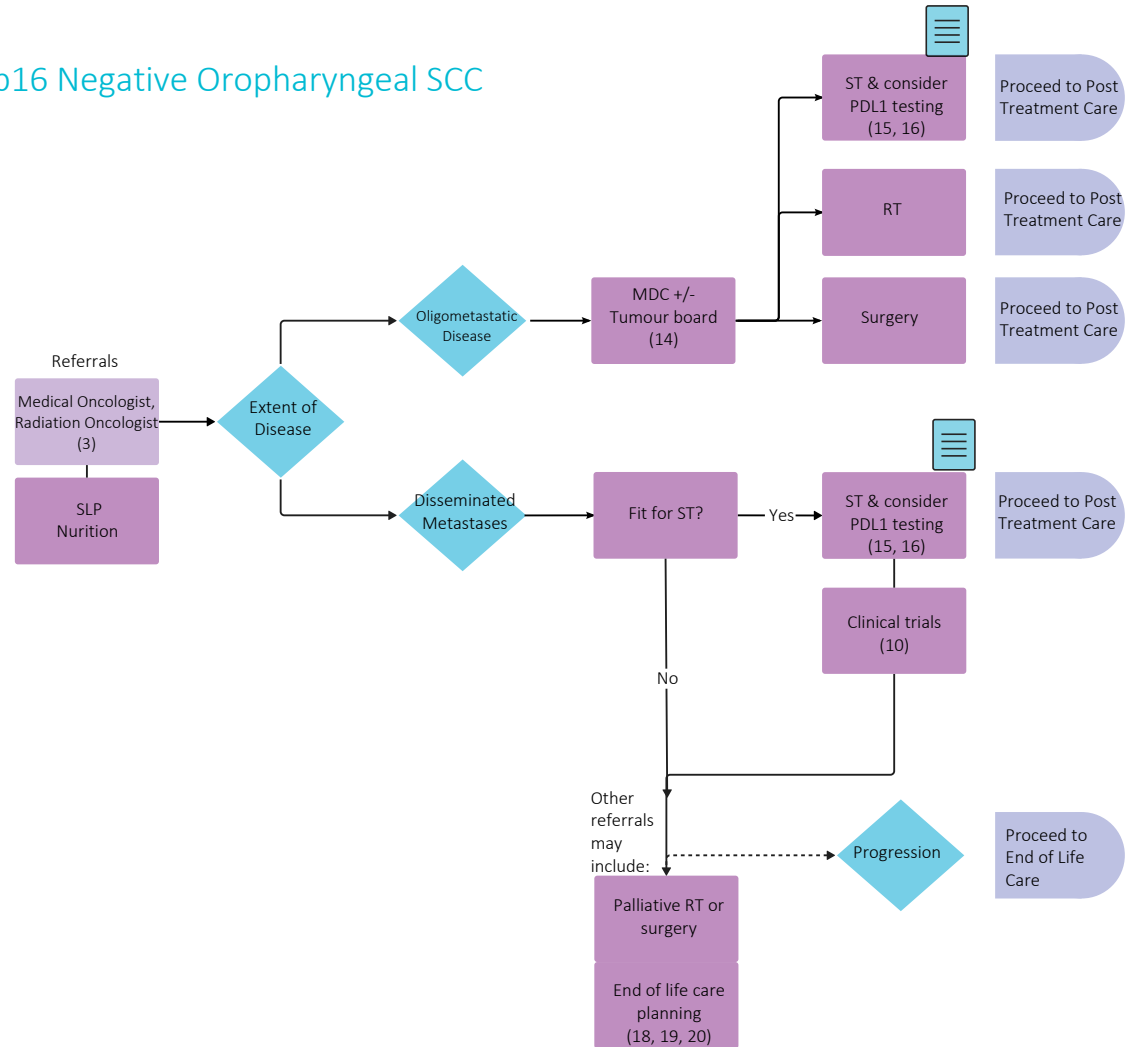 p16 Negative Oropharyngeal SCC
ST & consider
PDL1 testing
(15, 16)
Proceed to Post
Treatment Care
RT
Proceed to Post
Treatment Care
Oligometastatic
Disease
MDC +/-
Tumour board
(14)
Surgery
Proceed to Post
Treatment Care
Referrals
Medical Oncologist,
Radiation Oncologist
(3)
SLP
Nurition
Extent of
Disease
Disseminated
Metastases
Fit for ST?
Yes
ST & consider
PDL1 testing
(15, 16)
Proceed to Post
Treatment Care
Clinical trials
(10)
No
Other
referrals
may
include:
Progression
Proceed to
End of Life
Care
Palliative RT or
surgery
End of life care
planning
(18, 19, 20)